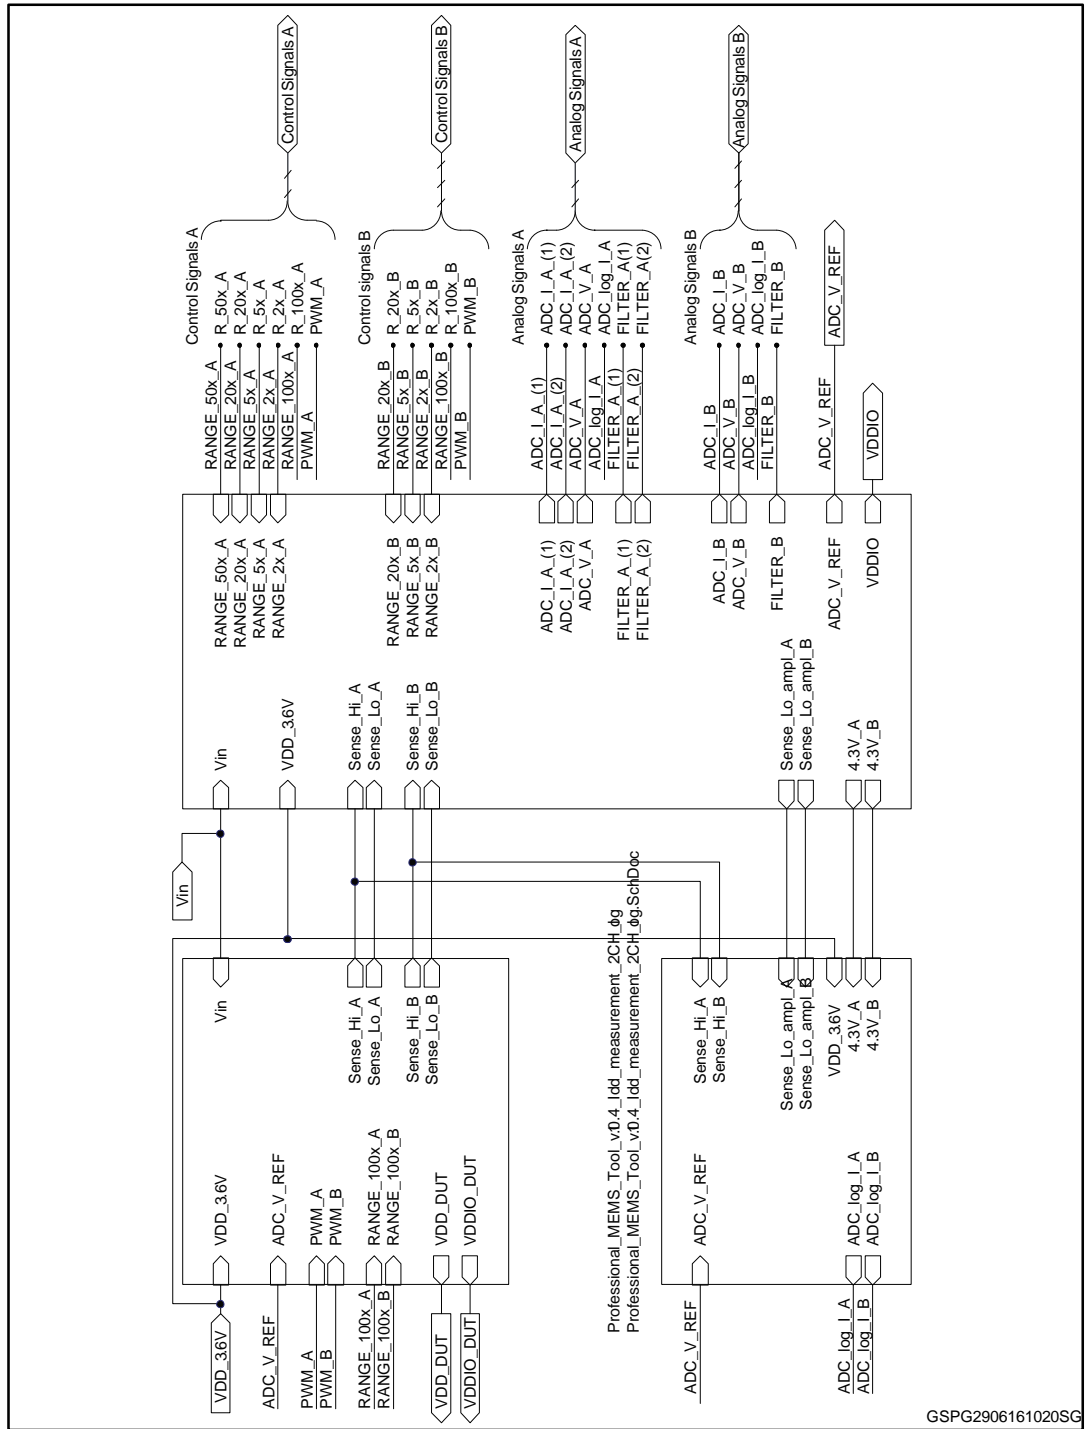 Control Signals A
Control Signals B
Analog Signals A
Analog Signals B
Control Signals A
R_50x_A
R_20x_A
R_5x_A
R_2x_A
R_100x_A
PWM_A
RANGE_50x_A
RANGE_20x_A
RANGE_5x_A
RANGE_2x_A
RANGE_100x_A
PWM_A
Control signals B
R_20x_B
R_5x_B
R_2x_B
R_100x_B
PWM_B
RANGE_20x_B
RANGE_5x_B
RANGE_2x_B
RANGE_100x_B
PWM_B
Analog Signals A
ADC_I_A_(1)
ADC_I_A_(2)
ADC_V_A
ADC_log_I_A
FILTER_A(1)
FILTER_A(2)
ADC_I_A_(1)
ADC_I_A_(2)
ADC_V_A
ADC_log_I_A
FILTER_A_(1)
FILTER_A_(2)
Analog Signals B
ADC_I_B
ADC_V_B
ADC_log_I_B
FILTER_B
ADC_I_B
ADC_V_B
ADC_log_I_B
FILTER_B
ADC_V_REF
ADC_V_REF
VDDIO
RANGE_50x_A
RANGE_20x_A
RANGE_5x_A
RANGE_2x_A
RANGE_20x_B
RANGE_5x_B
RANGE_2x_B
ADC_I_A_(1)
ADC_I_A_(2)
ADC_V_A
FILTER_A_(1)
FILTER_A_(2)
ADC_I_B
ADC_V_B
FILTER_B
ADC_V_REF
VDDIO
Vin
VDD_3.6V
Sense_Hi_A
Sense_Lo_A
Sense_Hi_B
Sense_Lo_B
Sense_Lo_ampl_A
Sense_Lo_ampl_B
4.3V_A
4.3V_B
Vin
Vin
Sense_Hi_A
Sense_Lo_A
Sense_Hi_B
Sense_Lo_B
VDD_3.6V
ADC_V_REF
PWM_A
PWM_B
RANGE_100x_A
RANGE_100x_B
VDD_DUT
VDDIO_DUT
VDD_3.6V
ADC_V_REF
PWM_A
PWM_B
RANGE_100x_A
RANGE_100x_B
VDD_DUT
VDDIO_DUT
Professional_MEMS_Tool_v1.0.4_Idd_measurement_2CH_log
Professional_MEMS_Tool_v1.0.4_Idd_measurement_2CH_log.SchDoc
Sense_Hi_A
Sense_Hi_B
Sense_Lo_ampl_A
Sense_Lo_ampl_B
VDD_3.6V
4.3V_A
4.3V_B
ADC_V_REF
ADC_log_I_A
ADC_log_I_B
ADC_V_REF
ADC_log_I_A
ADC_log_I_B
GSPG2906161020SG